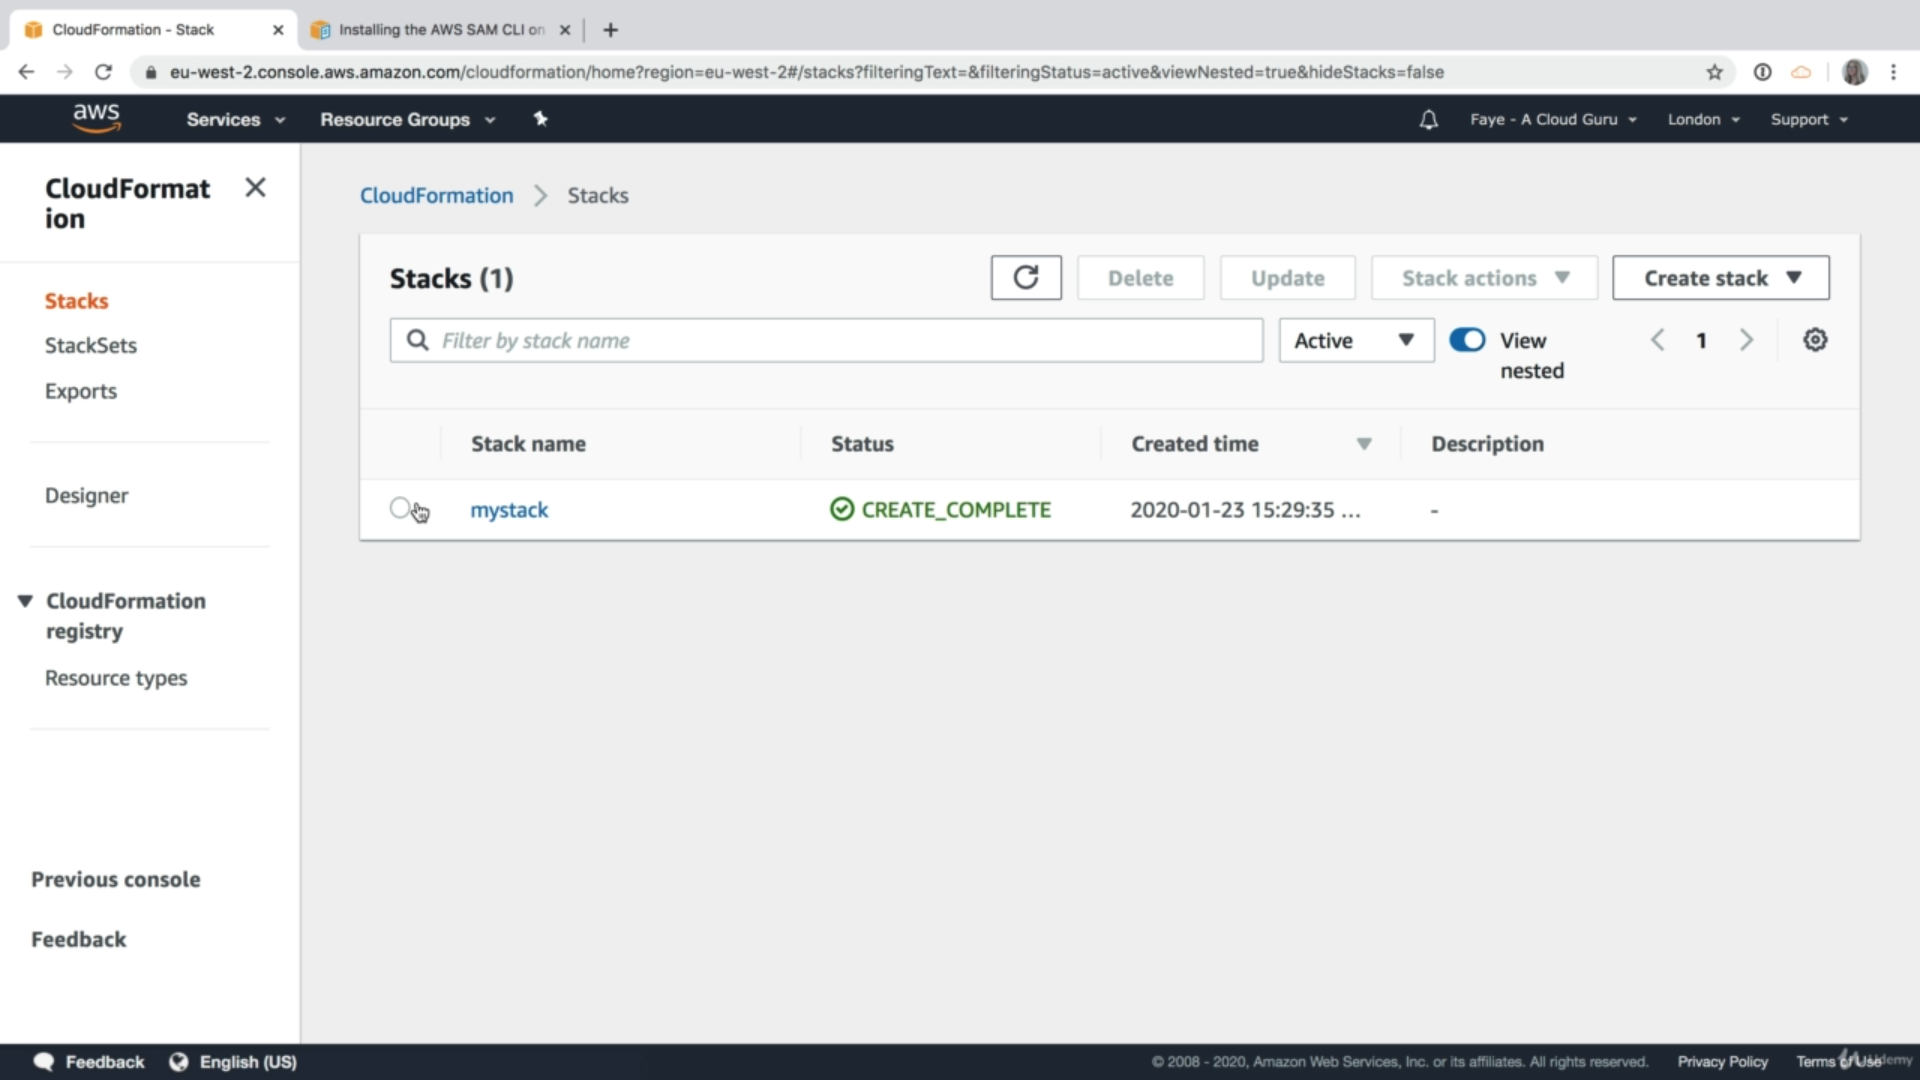 CloudFormation - Stack
Installing the AWS SAM CLI on
eu-west-2.console.aws.amazon.com/cloudformation/home?region=eu-west-2#/stacks?filteringText=&filteringStatus=active&viewNested=true&hideStacks=false
aws
Services
Resource Groups
Faye - A Cloud Guru
London
Support
CloudFormat
ion
Stacks
StackSets
Exports
Designer
CloudFormation
registry
Resource types
Previous console
Feedback
CloudFormation
Stacks
Stacks (1)
Delete
Update
Stack actions
Create stack
Filter by stack name
Active
View
nested
1
Stack name
Status
Created time
Description
mystack
CREATE_COMPLETE
2020-01-23 15:29:35 ...
-
Feedback
English (US)
© 2008 - 2020, Amazon Web Services, Inc. or its affiliates. All rights reserved.
Privacy Policy
Terms of Use